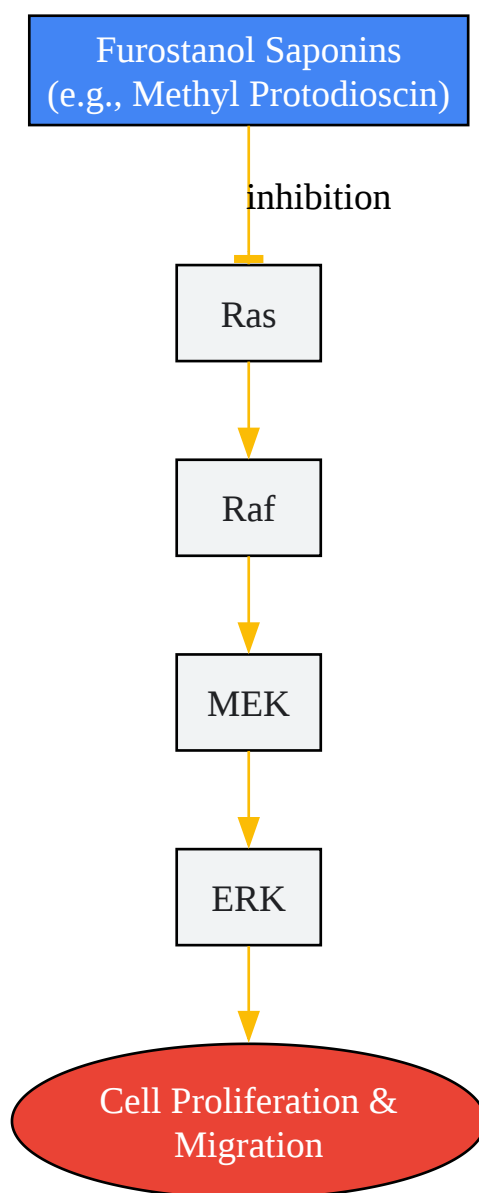 Furostanol Saponins
(e.g., Methyl Protodioscin)
inhibition
Ras
Raf
MEK
ERK
Cell Proliferation &
Migration